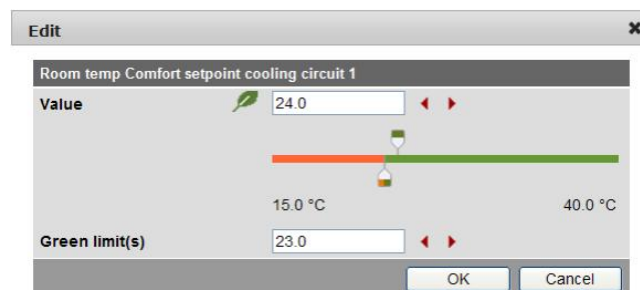 Edit
Room temp Comfort setpoint cooling circuit 1
Value 24.0
15.0 °C 40.0 °C
Green limit(s) 23.0
OK Cancel